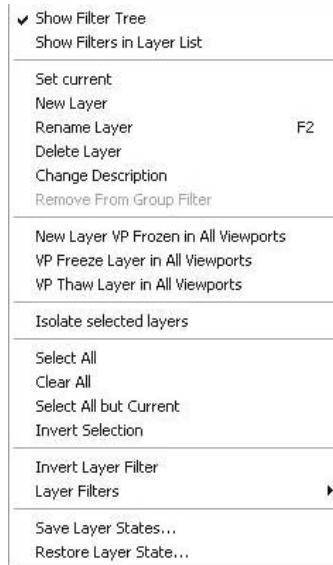 Show Filter Tree
Show Filters in Layer List
Set current
New Layer
Rename Layer F2
Delete Layer
Change Description
Remove From Group Filter
New Layer VP Frozen in All Viewports
VP Freeze Layer in All Viewports
VP Thaw Layer in All Viewports
Isolate selected layers
Select All
Clear All
Select All but Current
Invert Selection
Invert Layer Filter
Layer Filters
Save Layer States...
Restore Layer State...